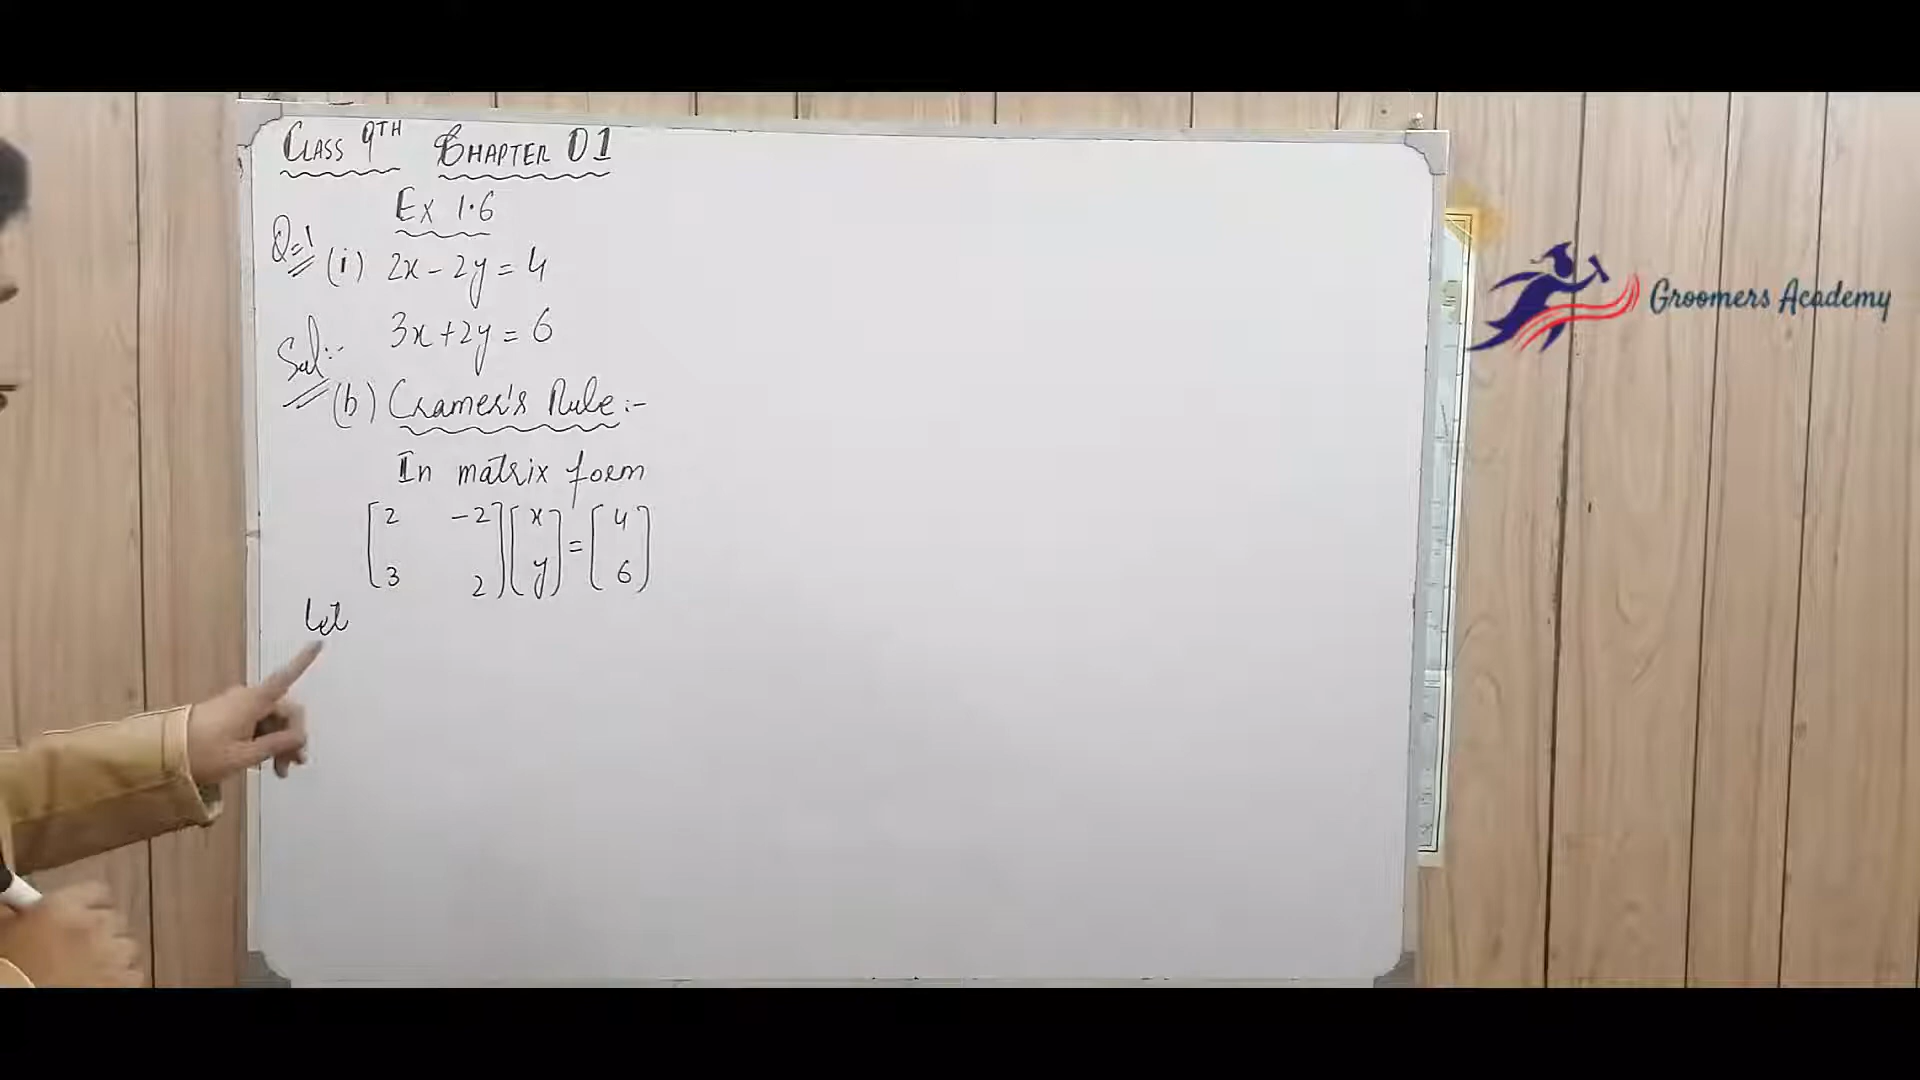 CLASS 9TH CHAPTER 01
Ex 1.6
Q=1 (i) 2x - 2y = 4
3x + 2y = 6
Sol:-
(b) Cramer's Rule:-
In matrix form
[2 -2] [x] = [4]
[3 2] [y] [6]
Let
Groomers Academy